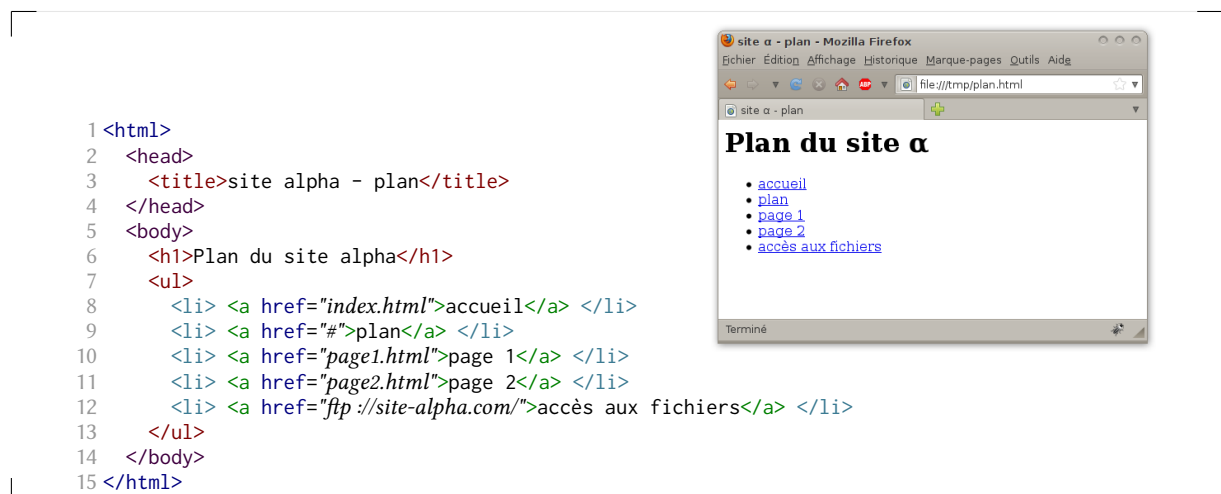 site α - plan - Mozilla Firefox
Fichier Édition Affichage Historique Marque-pages Outils Aide
ABP file:///tmp/plan.html
site α - plan
Plan du site α
• accueil
• plan
• page 1
• page 2
• accès aux fichiers
Terminé
1 <html>
2 <head>
3 <title>site alpha - plan</title>
4 </head>
5 <body>
6 <h1>Plan du site alpha</h1>
7 <ul>
8 <li> <a href="index.html">accueil</a> </li>
9 <li> <a href="#">plan</a> </li>
10 <li> <a href="page1.html">page 1</a> </li>
11 <li> <a href="page2.html">page 2</a> </li>
12 <li> <a href="ftp ://site-alpha.com/">accès aux fichiers</a> </li>
13 </ul>
14 </body>
15 </html>